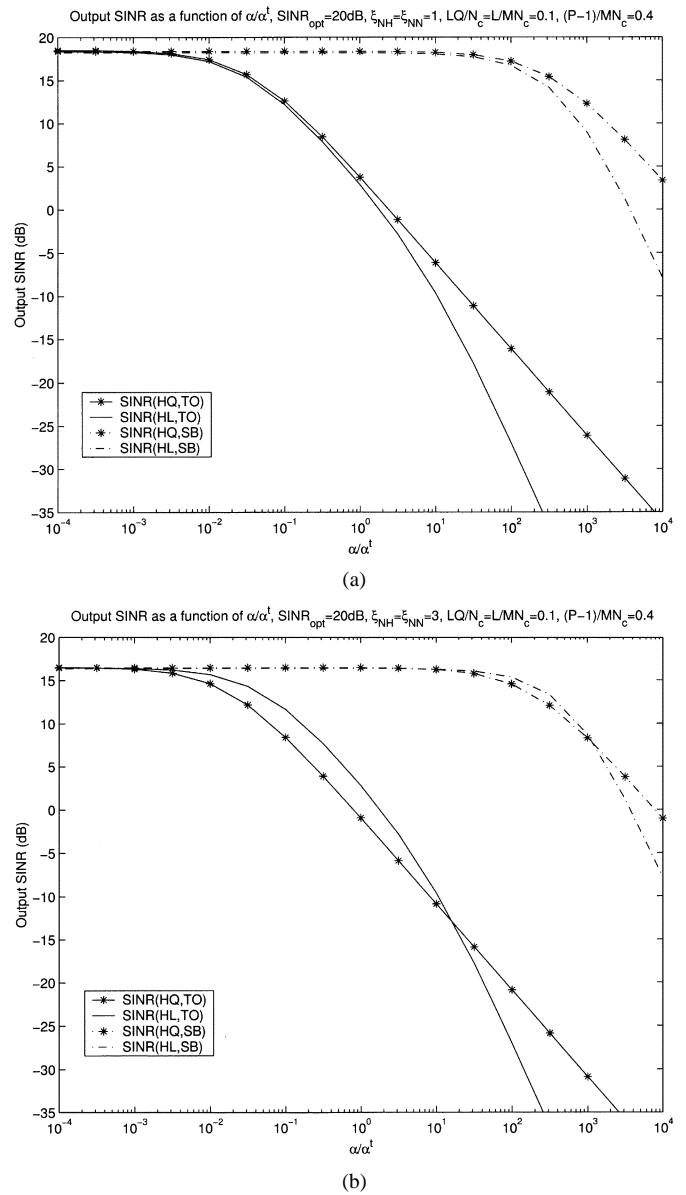 Output SINR as a function of α/α^t, SINR_opt=20dB, ξ_NH=ξ_NN=1, LQ/N_c=L/MN_c=0.1, (P−1)/MN_c=0.4
20
15
10
5
0
−5
−10
−15
−20
−25
−30
−35
Output SINR (dB)
SINR(HQ,TO)
SINR(HL,TO)
SINR(HQ,SB)
SINR(HL,SB)
10^−4 10^−3 10^−2 10^−1 10^0 10^1 10^2 10^3 10^4
α/α^t
(a)
Output SINR as a function of α/α^t, SINR_opt=20dB, ξ_NH=ξ_NN=3, LQ/N_c=L/MN_c=0.1, (P−1)/MN_c=0.4
20
15
10
5
0
−5
−10
−15
−20
−25
−30
−35
Output SINR (dB)
SINR(HQ,TO)
SINR(HL,TO)
SINR(HQ,SB)
SINR(HL,SB)
10^−4 10^−3 10^−2 10^−1 10^0 10^1 10^2 10^3 10^4
α/α^t
(b)